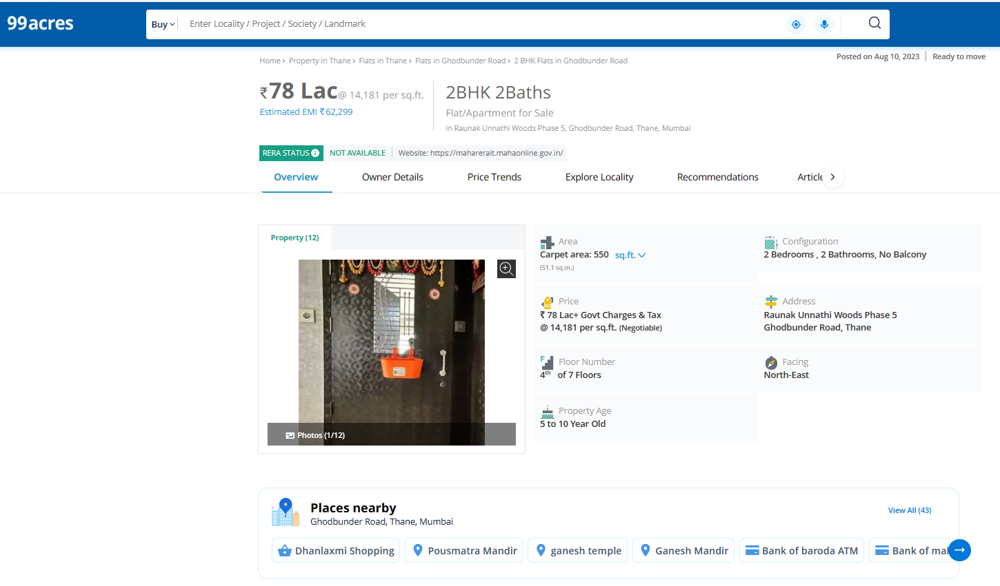 99acres
Buy
Enter Locality / Project / Society / Landmark
Posted on Aug 10, 2023 | Ready to move
Home › Property in Thane › Flats in Thane › Flats in Ghodbunder Road › 2 BHK Flats in Ghodbunder Road
₹78 Lac @ 14,181 per sq.ft.
Estimated EMI ₹62,299
2BHK 2Baths
Flat/Apartment for Sale
in Raunak Unnathi Woods Phase 5, Ghodbunder Road, Thane, Mumbai
RERA STATUS NOT AVAILABLE | Website: https://maharerait.mahaonline.gov.in/
Overview
Owner Details
Price Trends
Explore Locality
Recommendations
Article
Property (12)
Photos (1/12)
Area
Carpet area: 550 sq.ft.
(51.1 sq.m.)
Configuration
2 Bedrooms , 2 Bathrooms, No Balcony
Price
₹ 78 Lac+ Govt Charges & Tax
@ 14,181 per sq.ft. (Negotiable)
Address
Raunak Unnathi Woods Phase 5
Ghodbunder Road, Thane
F Floor Number
4th of 7 Floors
Facing
North-East
Property Age
5 to 10 Year Old
Places nearby
Ghodbunder Road, Thane, Mumbai
View All (43)
Dhanlaxmi Shopping
Pousmatra Mandir
ganesh temple
Ganesh Mandir
Bank of baroda ATM
Bank of ma